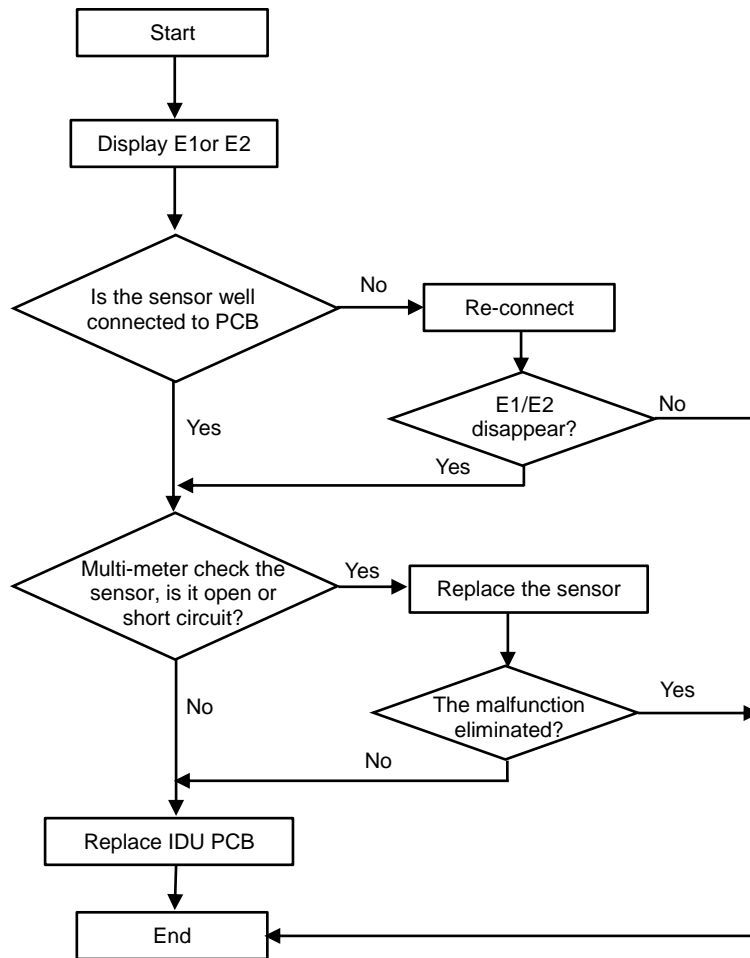 Start
Display E1or E2
Is the sensor well
connected to PCB
No
Re-connect
E1/E2
disappear?
No
Yes
Yes
Multi-meter check the
sensor, is it open or
short circuit?
Yes
Replace the sensor
The malfunction
eliminated?
Yes
No
No
Replace IDU PCB
End